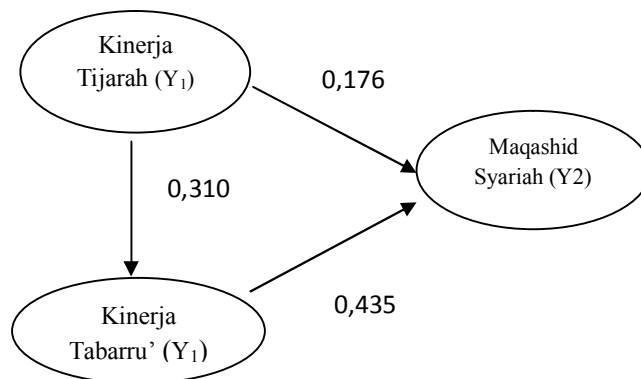 Kinerja
Tijarah (Y₁)
0,176
Maqashid
Syariah (Y2)
0,310
Kinerja
Tabarru’ (Y₁)
0,435